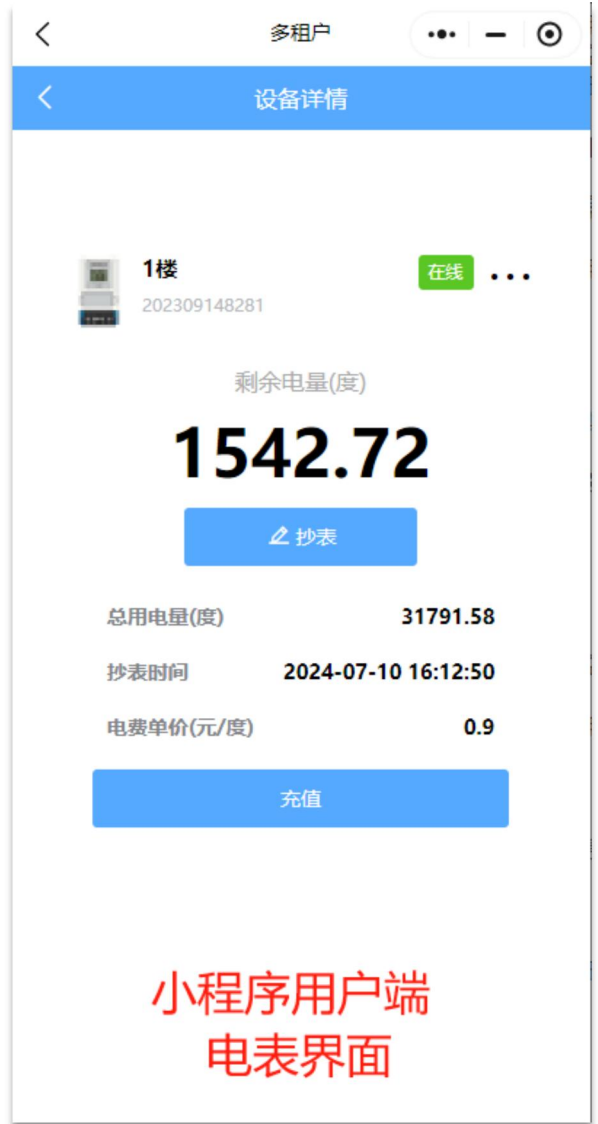 多租户
设备详情
1楼
在线
202309148281
剩余电量(度)
1542.72
抄表
总用电量(度) 31791.58
抄表时间 2024-07-10 16:12:50
电费单价(元/度) 0.9
充值
小程序用户端
电表界面